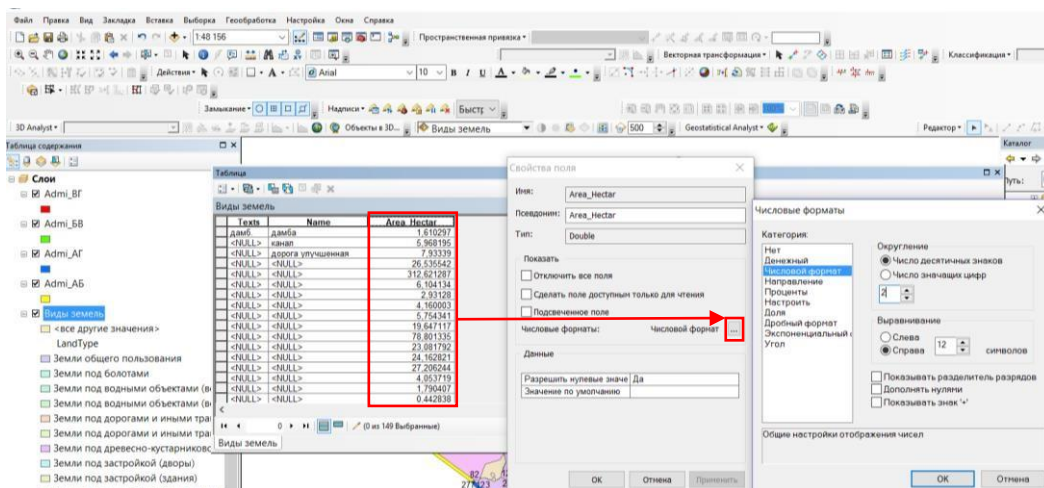 Файл Правка Вид Закладка Вставка Выборка Геообработка Настройка Окна Справка
1:48 156
Пространственная привязка
Векторная трансформация
Классификация
Действия
Arial
10
Замыкание
Надписи
Быстр
3D Analyst
Объекты в 3D...
Виды земель
500
Geostatistical Analyst
Редактор
Таблица содержания
Слои
Admi_ВГ
Admi_БВ
Admi_АГ
Admi_АБ
Виды земель
<все другие значения>
LandType
Земли общего пользования
Земли под болотами
Земли под водными объектами (в
Земли под водными объектами (в
Земли под дорогами и иными тра
Земли под дорогами и иными тра
Земли под древесно-кустарников
Земли под застройкой (дворы)
Земли под застройкой (здания)
Таблица
Виды земель
Texts Name Area_Hectar
дамб. дамба 1,610297
<NULL> канал 5,968195
<NULL> дорога улучшенная 7,93339
<NULL> <NULL> 26,535542
<NULL> <NULL> 312,621287
<NULL> <NULL> 6,104134
<NULL> <NULL> 2,93128
<NULL> <NULL> 4,160003
<NULL> <NULL> 5,754341
<NULL> <NULL> 19,647117
<NULL> <NULL> 78,801335
<NULL> <NULL> 23,081792
<NULL> <NULL> 24,162821
<NULL> <NULL> 27,206244
<NULL> <NULL> 4,053719
<NULL> <NULL> 1,790407
<NULL> <NULL> 0,442838
0
(0 из 149 Выбранные)
Виды земель
Свойства поля
Имя: Area_Hectar
Псевдоним: Area_Hectar
Тип: Double
Показать
Отключить все поля
Сделать поле доступным только для чтения
Подсвеченное поле
Числовые форматы: Числовой формат ...
Данные
Разрешить нулевые значе Да
Значение по умолчанию
ОК Отмена Применить
Каталог
Путь:
Числовые форматы
Категория:
Нет
Денежный
Числовой формат
Направление
Проценты
Настроить
Доля
Дробный формат
Экспоненциальный
Угол
Округление
Число десятичных знаков
Число значащих цифр
2
Выравнивание
Слева
Справа 12 символов
Показывать разделитель разрядов
Дополнять нулями
Показывать знак '+'
Общие настройки отображения чисел
ОК Отмена